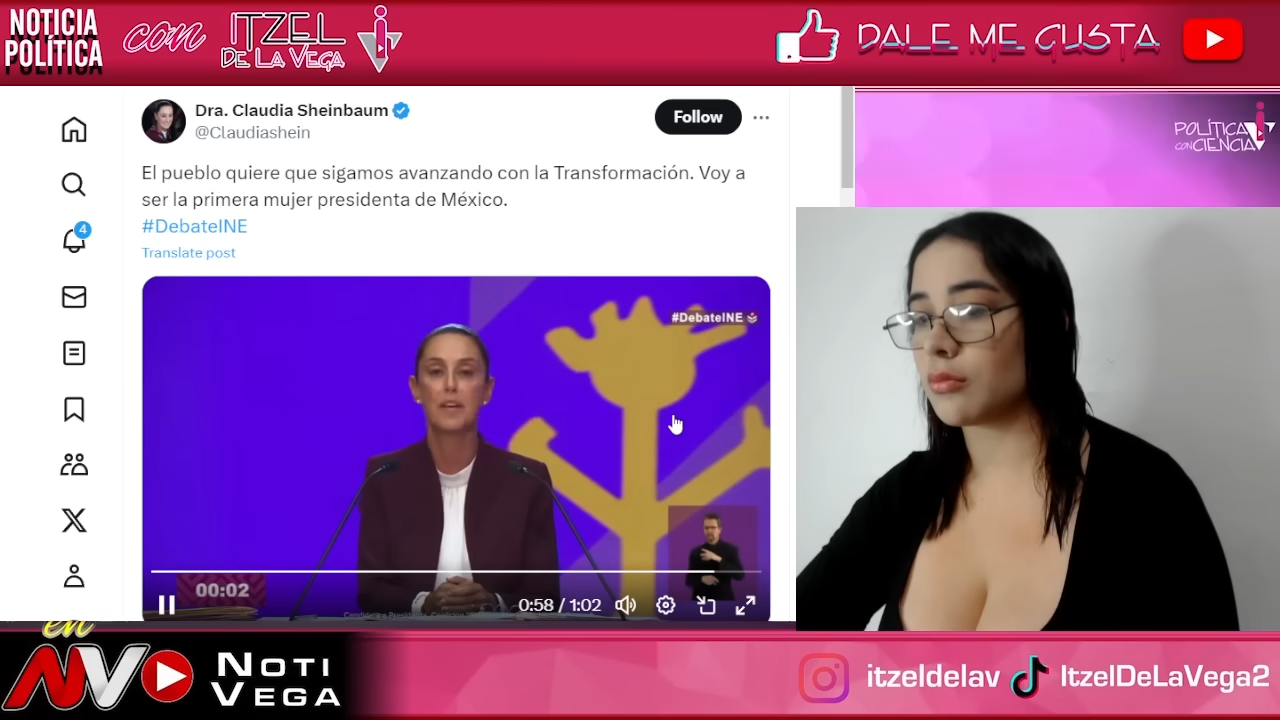 NOTICIA
POLÍTICA
con
ITZEL
DE LA VEGA
DALE ME GUSTA
Dra. Claudia Sheinbaum
@Claudiashein
Follow
POLÍTICA
CON CIENCIA
El pueblo quiere que sigamos avanzando con la Transformación. Voy a
ser la primera mujer presidenta de México.
#DebateINE
Translate post
4
#DebateINE
00:02
0:58 / 1:02
en
NV
NOTI
VEGA
itzeldelav
ItzelDeLaVega2